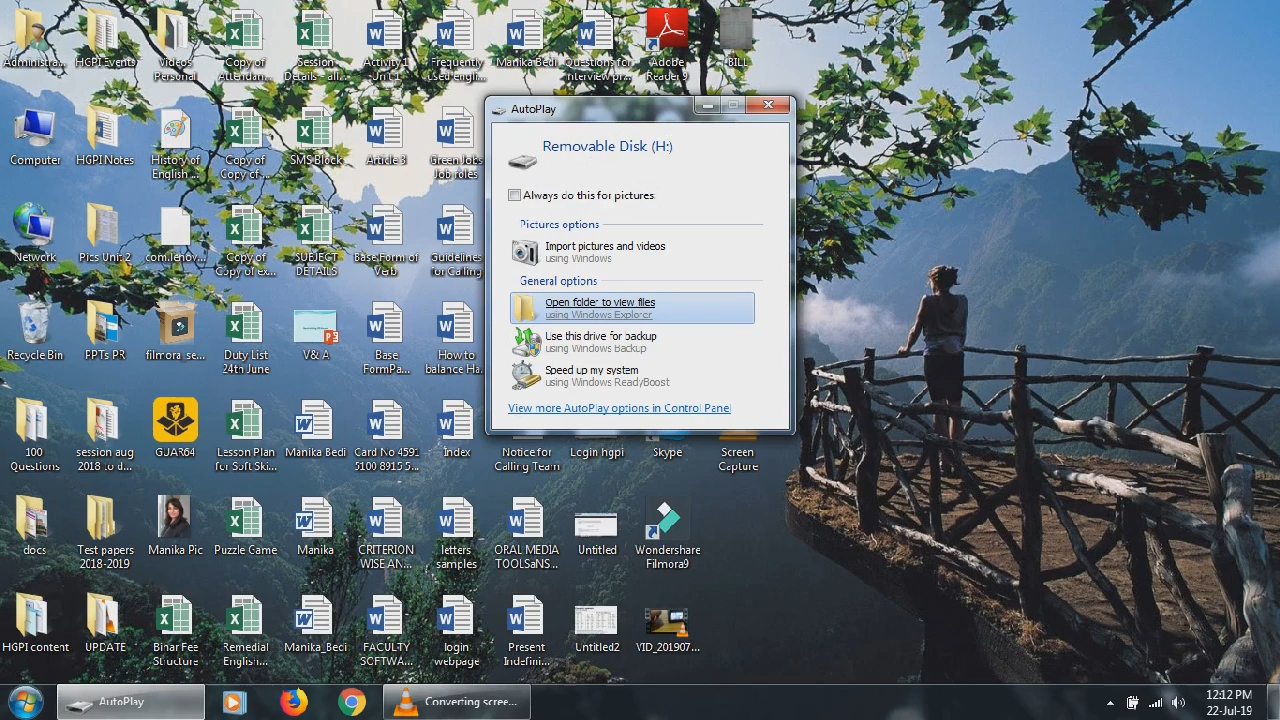 Administra...
HGPI Events
Videos
Personal
Copy of
Attendan...
Session
Details - all...
Activity 1
Unit 1
Frequently
used engli...
Manika Bedi
Questions for
interview pr...
Adobe
Reader 9
BILL
Computer
HGPI Notes
History of
English ...
Copy of
Copy of ...
SMS Block
Article 3
Green Jobs
Job roles
Network
Pics Unit 2
com.lenov...
Copy of
Copy of ex...
SUBJECT
DETAILS
Base Form of
Verb
Guidelines
for Calling
Recycle Bin
PPTs PR
filmora_se...
Duty List
24th June
V& A
Base
FormPa...
How to
balance Ha...
100
Questions
session aug
2018 to d...
GJAR64
Lesson Plan
for Soft Ski...
Manika Bedi
Card No 4591
5100 8915 5...
Index
Notice for
Calling Team
Login hgpi
Skype
Screen
Capture
docs
Test papers
2018-2019
Manika Pic
Puzzle Game
Manika
CRITERION
WISE AN...
letters
samples
ORAL MEDIA
TOOLSaNS...
Untitled
Wondershare
Filmora9
HGPI content
UPDATE
Binar Fee
Structure
Remedial
English...
Manika_Bedi
FACULTY
SOFTWA...
login
webpage
Present
Indefini...
Untitled2
VID_201907...
AutoPlay
Removable Disk (H:)
Always do this for pictures:
Pictures options
Import pictures and videos
using Windows
General options
Open folder to view files
using Windows Explorer
Use this drive for backup
using Windows Backup
Speed up my system
using Windows ReadyBoost
View more AutoPlay options in Control Panel
AutoPlay
Converting scree...
12:12 PM
22-Jul-19